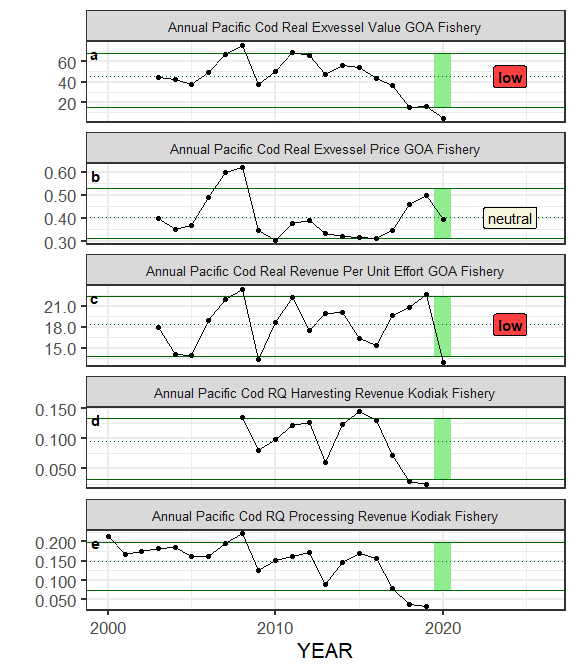 Annual Pacific Cod Real Exvessel Value GOA Fishery
a
60
40
20
low
Annual Pacific Cod Real Exvessel Price GOA Fishery
b
0.60
0.50
0.40
0.30
neutral
Annual Pacific Cod Real Revenue Per Unit Effort GOA Fishery
c
21.0
18.0
15.0
low
Annual Pacific Cod RQ Harvesting Revenue Kodiak Fishery
0.150
d
0.100
0.050
Annual Pacific Cod RQ Processing Revenue Kodiak Fishery
0.200
e
0.150
0.100
0.050
2000 2010 2020
YEAR